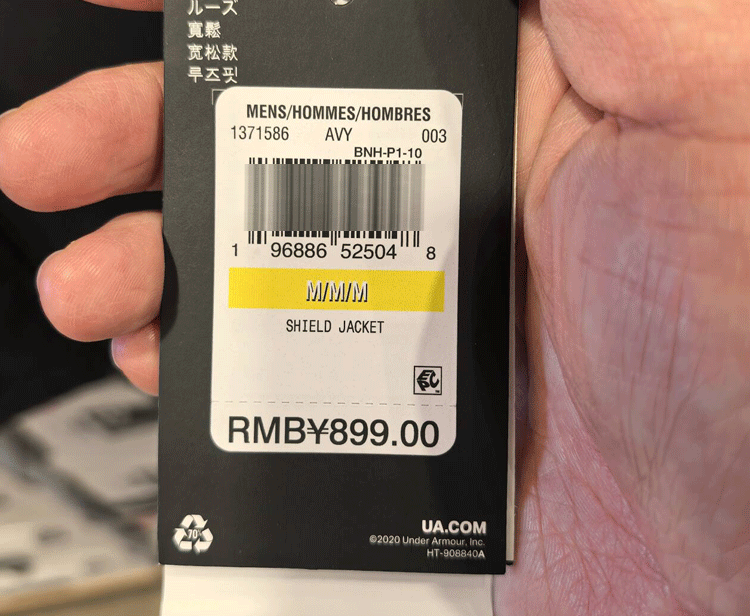 ルーズ
寬鬆
宽松款
루즈핏
MENS/HOMMES/HOMBRES
1371586 AVY 003
BNH-P1-10
1 96886 52504 8
M/M/M
SHIELD JACKET
RMB¥899.00
70%
UA.COM
©2020 Under Armour, Inc.
HT-908840A